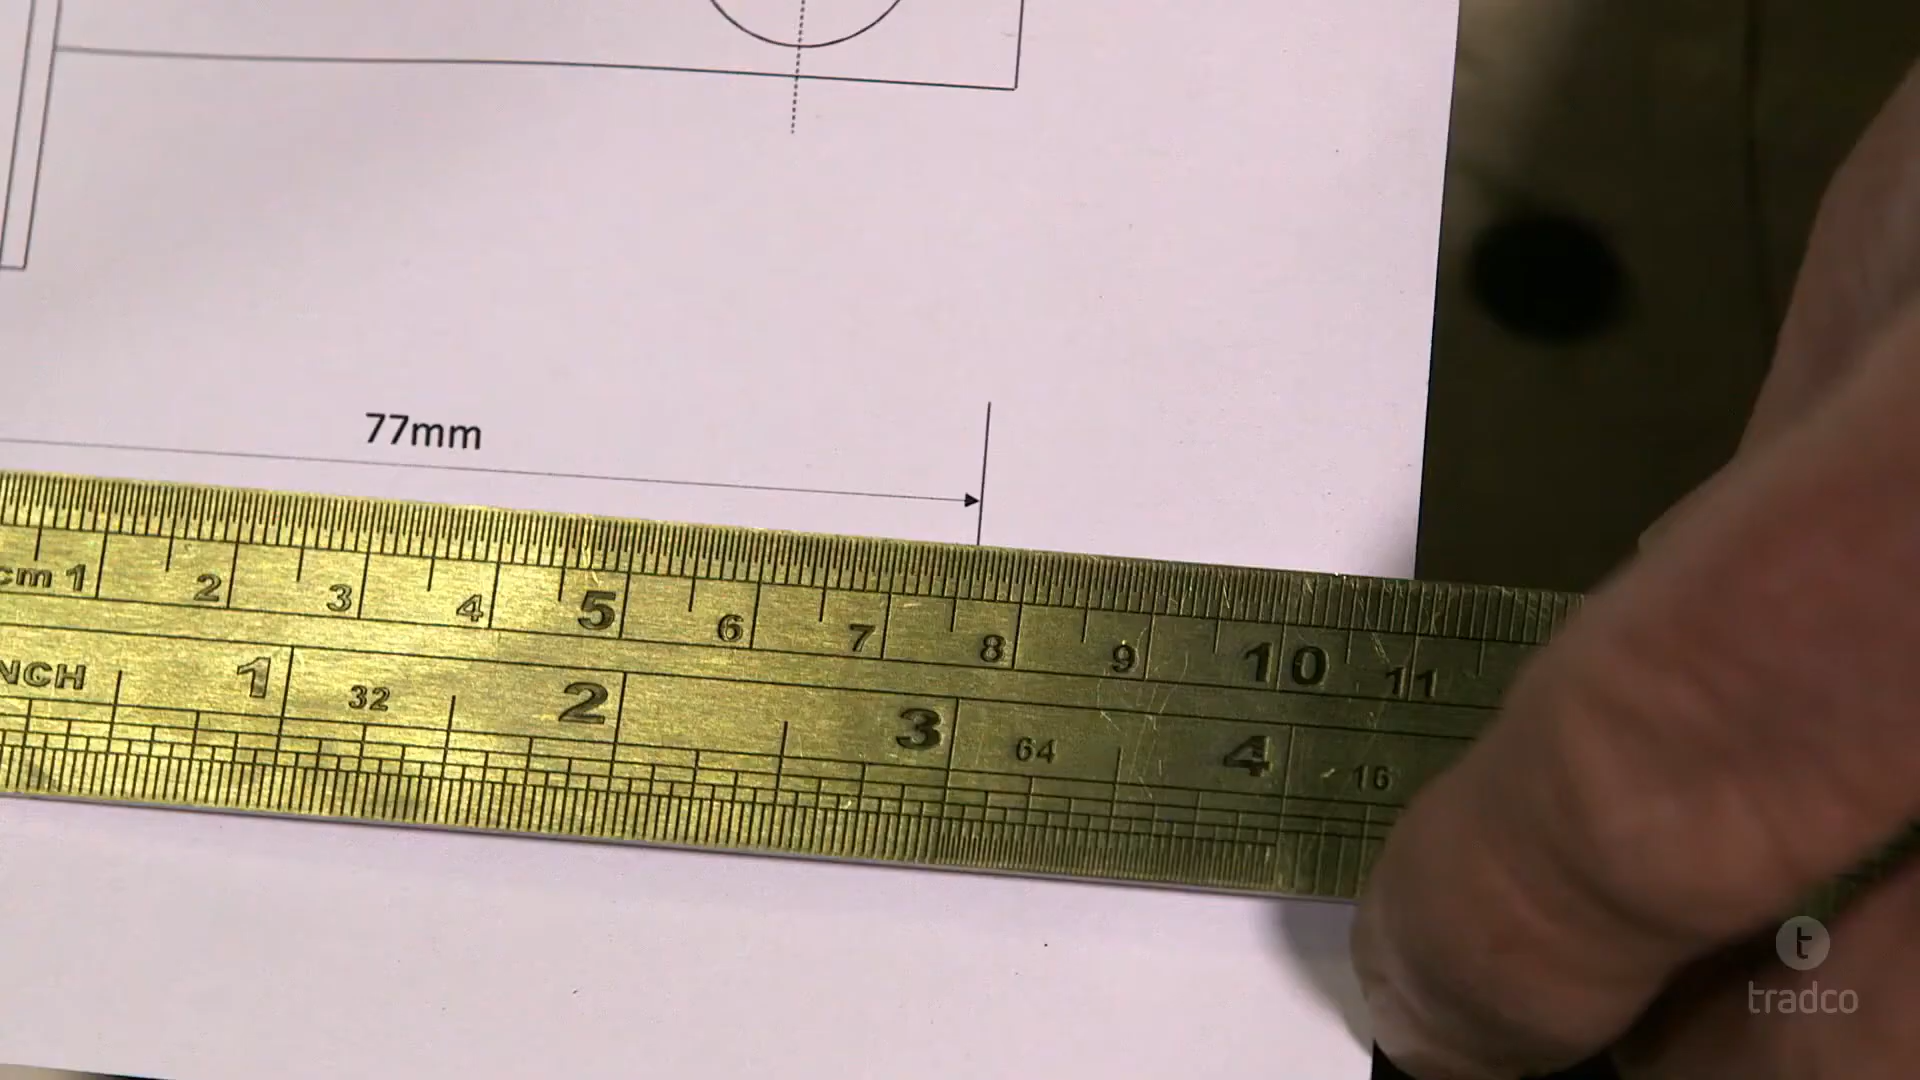 77mm
cm 1 2 3 4 5 6 7 8 9 10 11
NCH 1 32 2 3 64 4 16
t
tradco